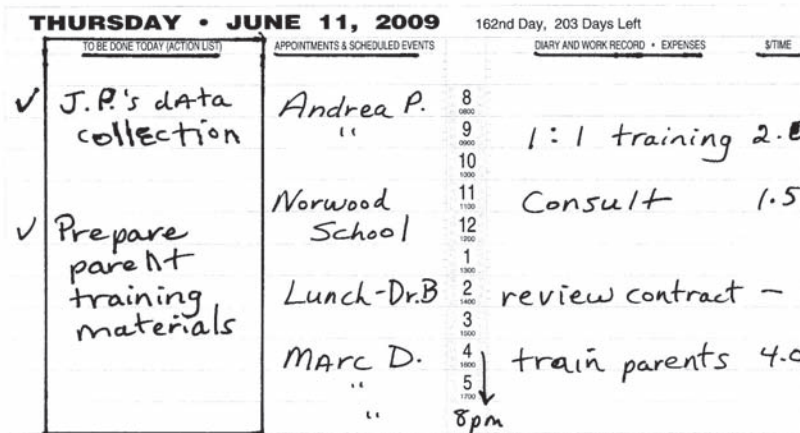 THURSDAY • JUNE 11, 2009 162nd Day, 203 Days Left
TO BE DONE TODAY (ACTION LIST) APPOINTMENTS & SCHEDULED EVENTS DIARY AND WORK RECORD • EXPENSES $/TIME
✓ J.P.'s dAta Andrea P. 8
0800
collection " 9 1:1 training 2.
0900
10
1000
Norwood 11 Consult 1.5
1100
✓ Prepare School 12
1200
parent 1
1300
training Lunch-Dr.B 2 review contract –
1400
materials 3
1500
MArc D. 4 train parents 4.0
1600
" 5
1700
" 8pm